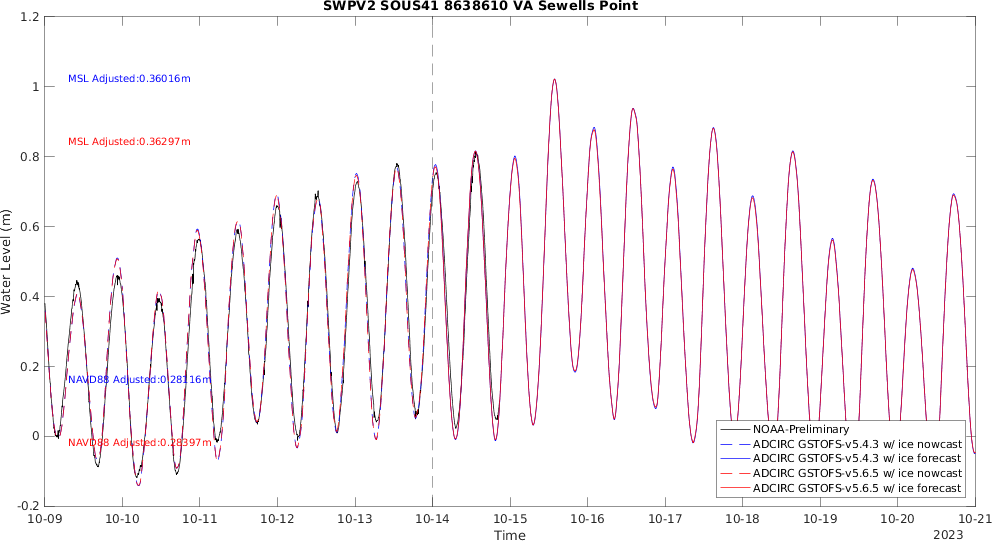 SWPV2 SOUS41 8638610 VA Sewells Point
1.2
1
0.8
0.6
0.4
0.2
0
-0.2
Water Level (m)
MSL Adjusted:0.36016m
MSL Adjusted:0.36297m
NAVD88 Adjusted:0.28116m
NAVD88 Adjusted:0.28397m
NOAA-Preliminary
ADCIRC GSTOFS-v5.4.3 w/ ice nowcast
ADCIRC GSTOFS-v5.4.3 w/ ice forecast
ADCIRC GSTOFS-v5.6.5 w/ ice nowcast
ADCIRC GSTOFS-v5.6.5 w/ ice forecast
10-09 10-10 10-11 10-12 10-13 10-14 10-15 10-16 10-17 10-18 10-19 10-20 10-21
Time
2023